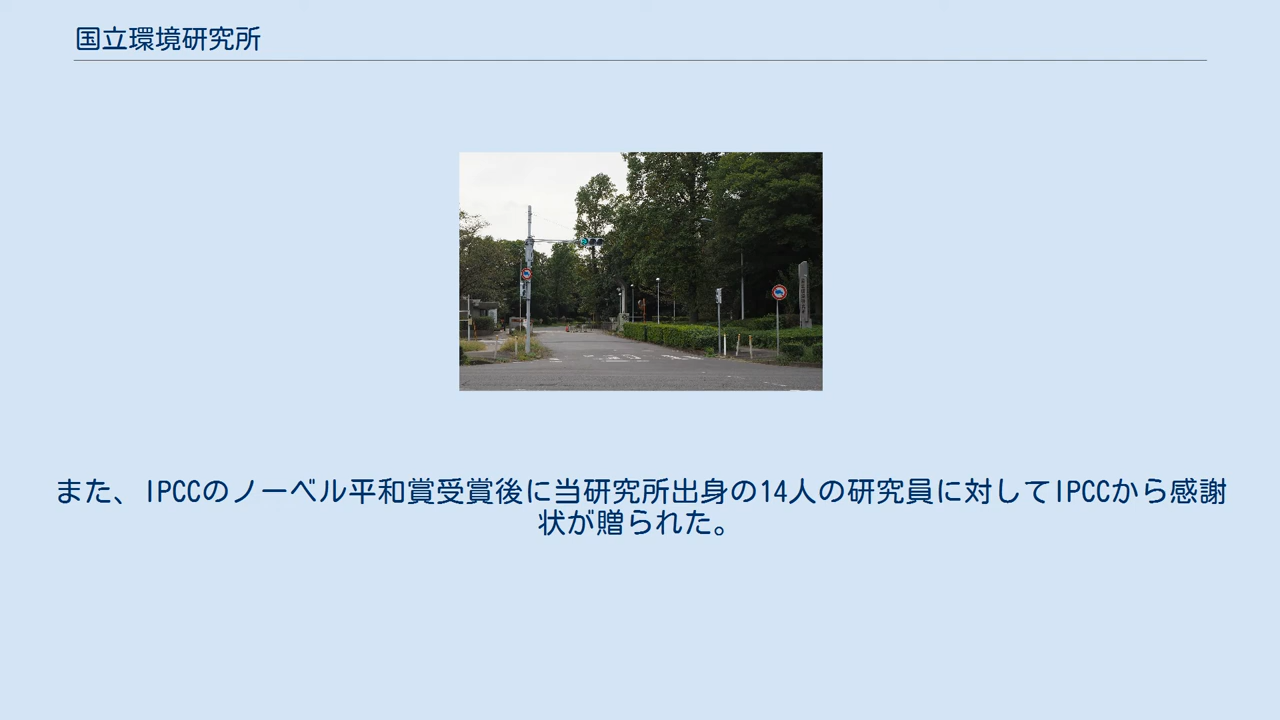 国立環境研究所
また、IPCCのノーベル平和賞受賞後に当研究所出身の14人の研究員に対してIPCCから感謝
状が贈られた。